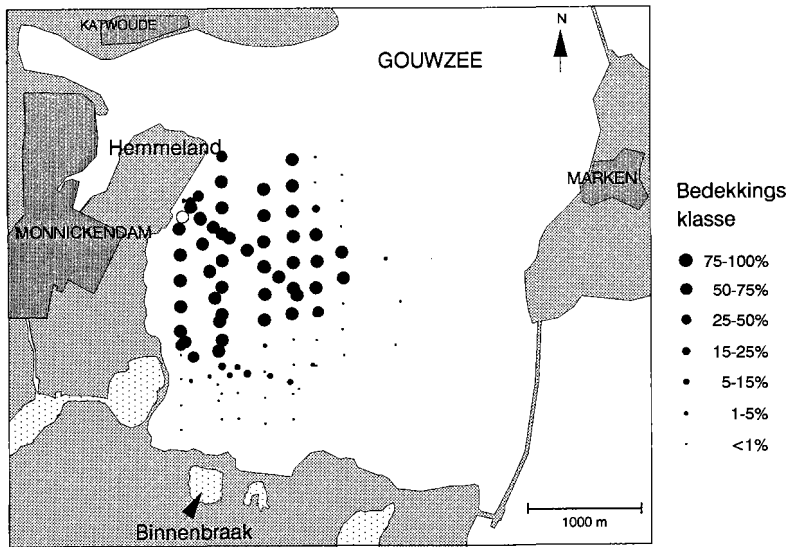 KATWOUDE
N
GOUWZEE
Hemmeland
MARKEN
MONNICKENDAM
Bedekkings
klasse
75-100%
50-75%
25-50%
15-25%
5-15%
1-5%
<1%
1000 m
Binnenbraak